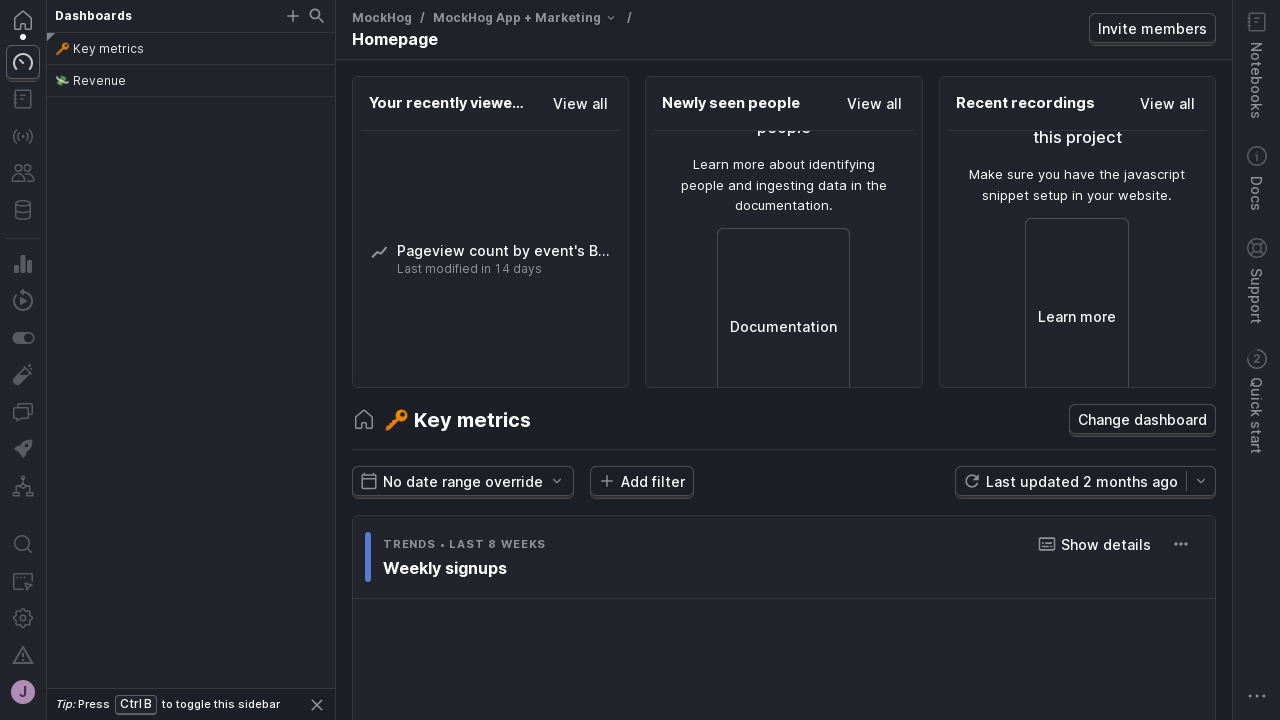 Dashboards
🔑 Key metrics
💸 Revenue
Tip: Press Ctrl B to toggle this sidebar
J
MockHog / MockHog App + Marketing /
Homepage
Invite members
Your recently viewe...
View all
Pageview count by event's B...
Last modified in 14 days
Newly seen people
View all
people
Learn more about identifying
people and ingesting data in the
documentation.
Documentation
Recent recordings
View all
this project
Make sure you have the javascript
snippet setup in your website.
Learn more
🔑 Key metrics
Change dashboard
No date range override
Add filter
Last updated 2 months ago
TRENDS • LAST 8 WEEKS
Weekly signups
Show details
Notebooks
Docs
Support
2
Quick start